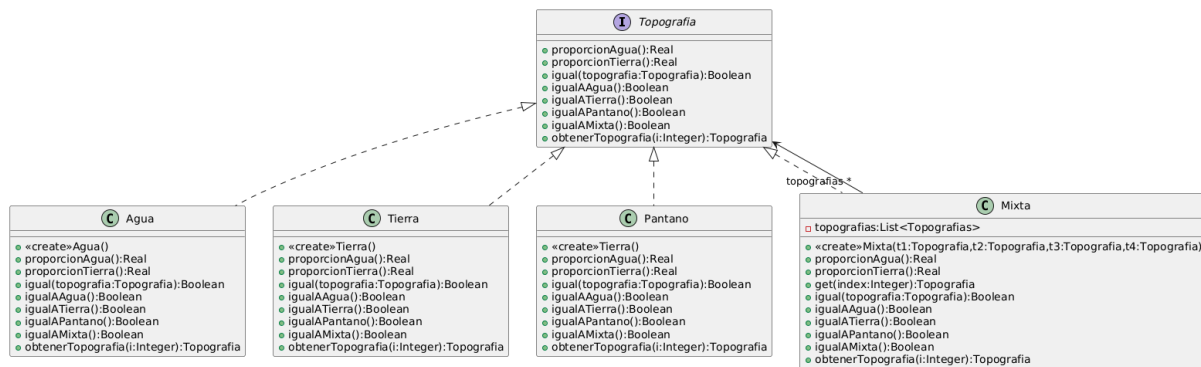 I Topografia
proporcionAgua():Real
proporcionTierra():Real
igual(topografia:Topografia):Boolean
igualAAgua():Boolean
igualATierra():Boolean
igualAPantano():Boolean
igualAMixta():Boolean
obtenerTopografia(i:Integer):Topografia
topografias *
C Agua
«create»Agua()
proporcionAgua():Real
proporcionTierra():Real
igual(topografia:Topografia):Boolean
igualAAgua():Boolean
igualATierra():Boolean
igualAPantano():Boolean
igualAMixta():Boolean
obtenerTopografia(i:Integer):Topografia
C Tierra
«create»Tierra()
proporcionAgua():Real
proporcionTierra():Real
igual(topografia:Topografia):Boolean
igualAAgua():Boolean
igualATierra():Boolean
igualAPantano():Boolean
igualAMixta():Boolean
obtenerTopografia(i:Integer):Topografia
C Pantano
«create»Tierra()
proporcionAgua():Real
proporcionTierra():Real
igual(topografia:Topografia):Boolean
igualAAgua():Boolean
igualATierra():Boolean
igualAPantano():Boolean
igualAMixta():Boolean
obtenerTopografia(i:Integer):Topografia
C Mixta
topografias:List<Topografias>
«create»Mixta(t1:Topografia,t2:Topografia,t3:Topografia,t4:Topografia)
proporcionAgua():Real
proporcionTierra():Real
get(index:Integer):Topografia
igual(topografia:Topografia):Boolean
igualAAgua():Boolean
igualATierra():Boolean
igualAPantano():Boolean
igualAMixta():Boolean
obtenerTopografia(i:Integer):Topografia